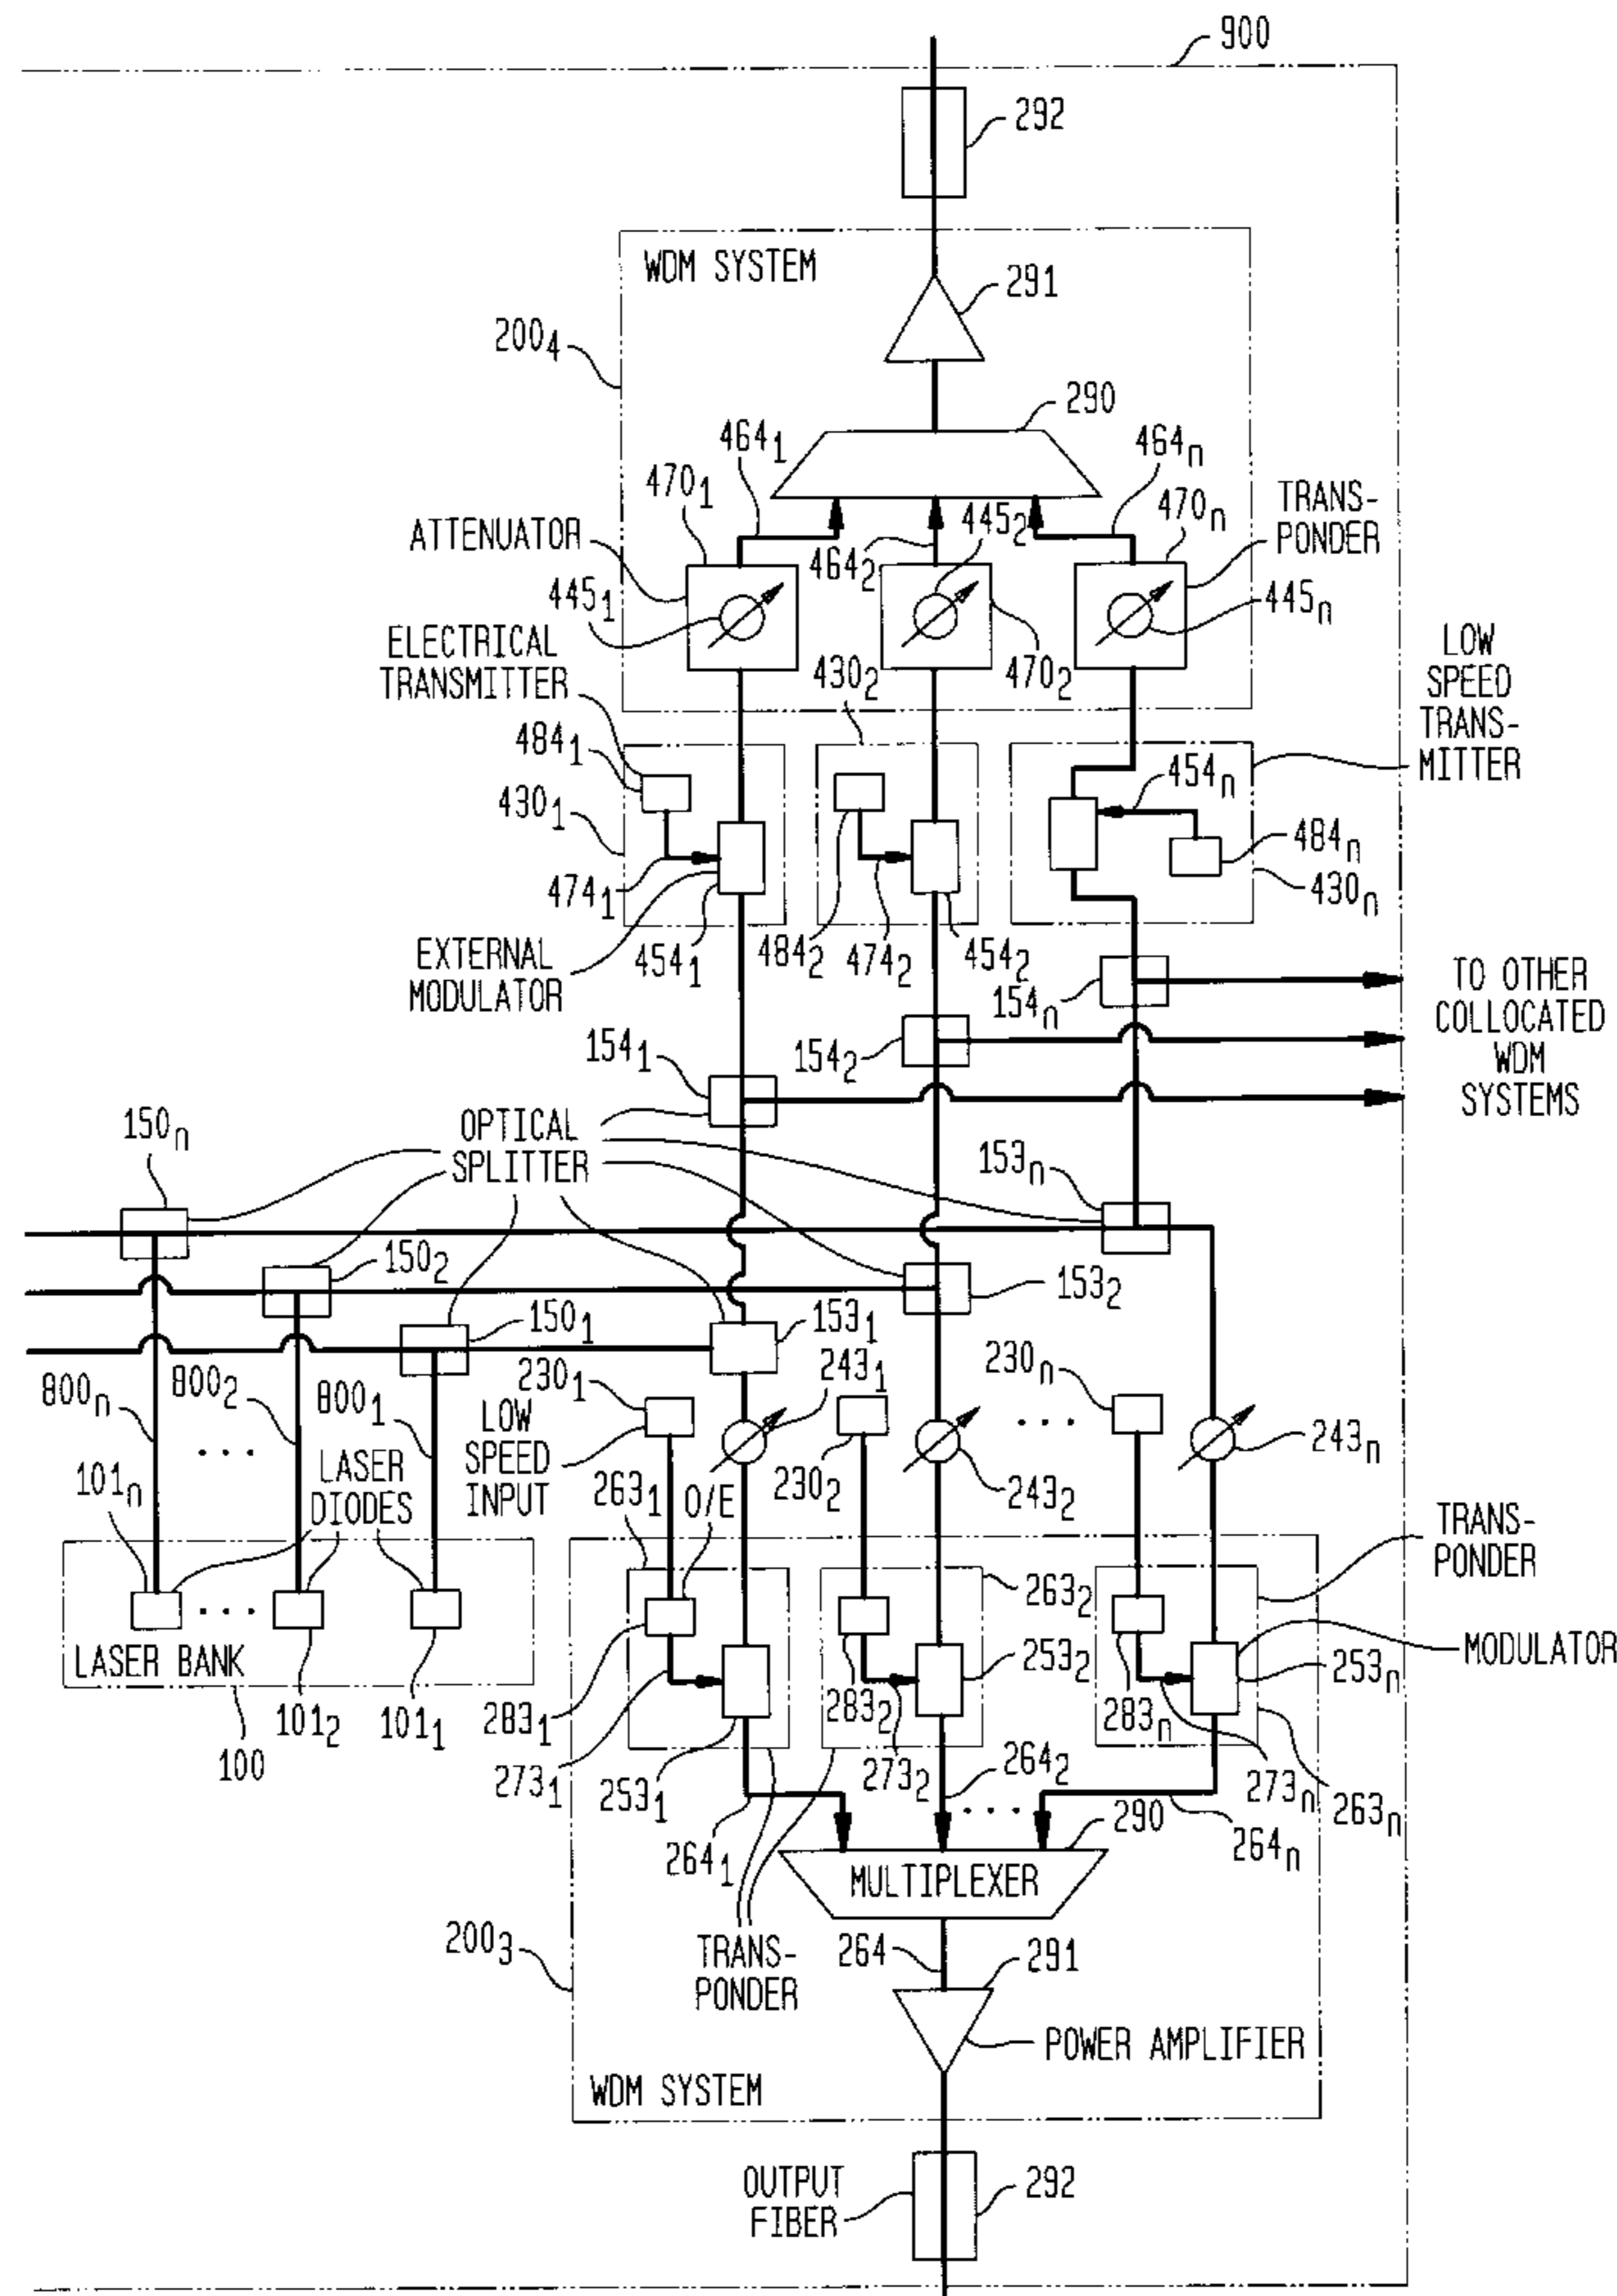 900
292
WDM SYSTEM
291
200₄
290
464₁
464ₙ
470₁
470ₙ
TRANS-
PONDER
ATTENUATOR
445₂
464₂
445₁
445ₙ
ELECTRICAL
TRANSMITTER
430₂
470₂
LOW
SPEED
TRANS-
MITTER
484₁
430₁
454ₙ
484ₙ
430ₙ
474₁
EXTERNAL
MODULATOR
454₁
484₂
474₂
454₂
154ₙ
TO OTHER
COLLOCATED
WDM
SYSTEMS
154₁
154₂
150ₙ
OPTICAL
SPLITTER
153ₙ
150₂
153₂
150₁
153₁
800ₙ
800₂
800₁
230₁
243₁
230ₙ
LOW
SPEED
INPUT
243ₙ
101ₙ
LASER
DIODES
263₁
O/E
230₂
243₂
TRANS-
PONDER
263₂
LASER BANK
MODULATOR
253₂
253ₙ
101₂
101₁
100
283₁
283₂
283ₙ
273₁
253₁
273₂
264₂
273ₙ
263ₙ
264₁
290
264ₙ
MULTIPLEXER
200₃
TRANS-
PONDER
264
291
POWER AMPLIFIER
WDM SYSTEM
OUTPUT
FIBER
292